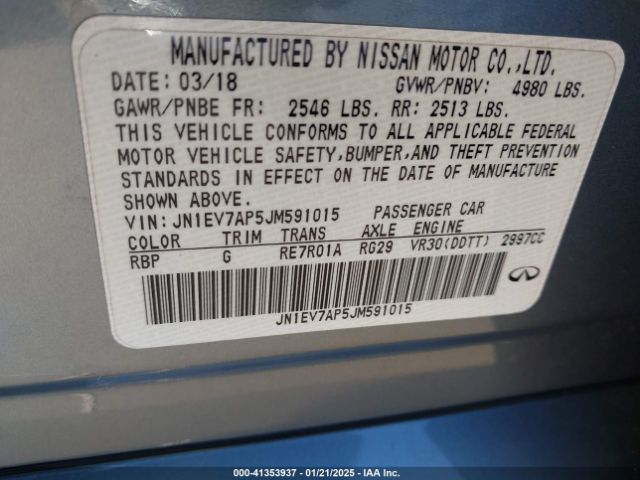 MANUFACTURED BY NISSAN MOTOR CO.,LTD.
DATE: 03/18 GVWR/PNBV: 4980 LBS.
GAWR/PNBE FR: 2546 LBS. RR: 2513 LBS.
THIS VEHICLE CONFORMS TO ALL APPLICABLE FEDERAL
MOTOR VEHICLE SAFETY,BUMPER,AND THEFT PREVENTION
STANDARDS IN EFFECT ON THE DATE OF MANUFACTURE
SHOWN ABOVE.
VIN: JN1EV7AP5JM591015 PASSENGER CAR
COLOR TRIM TRANS AXLE ENGINE
RBP G RE7R01A RG29 VR30(DDTT) 2997CC
JN1EV7AP5JM591015
000-41353937 - 01/21/2025 - IAA Inc.